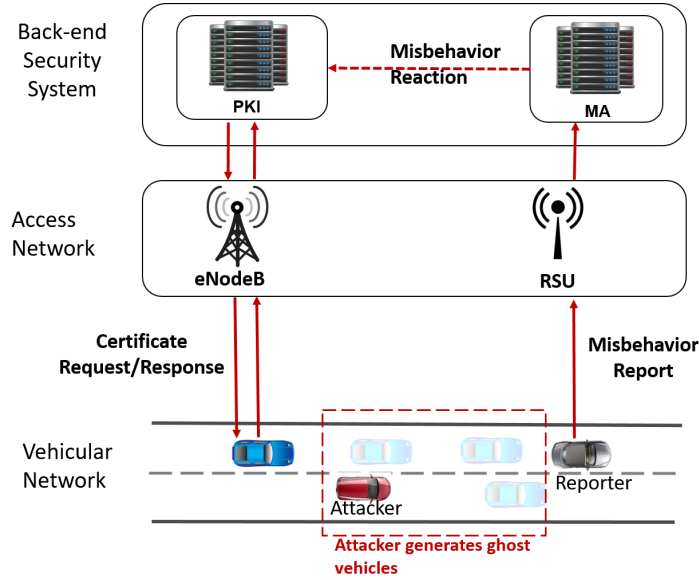 Back-end
Security
System
Misbehavior
Reaction
PKI
MA
Access
Network
eNodeB
RSU
Certificate
Request/Response
Misbehavior
Report
Vehicular
Network
Attacker
Reporter
Attacker generates ghost
vehicles